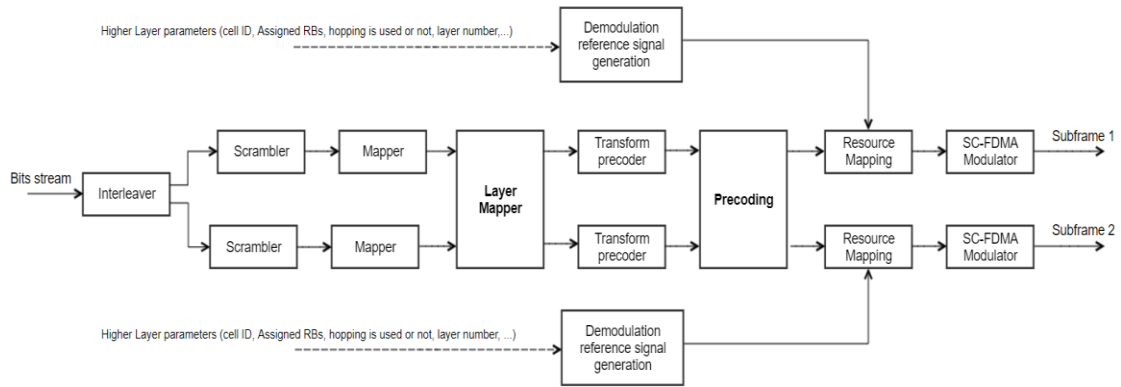 Higher Layer parameters (cell ID, Assigned RBs, hopping is used or not, layer number,...)
Demodulation
reference signal
generation
Bits stream
Interleaver
Scrambler
Mapper
Layer
Mapper
Transform
precoder
Precoding
Resource
Mapping
SC-FDMA
Modulator
Subframe 1
Scrambler
Mapper
Transform
precoder
Resource
Mapping
SC-FDMA
Modulator
Subframe 2
Higher Layer parameters (cell ID, Assigned RBs, hopping is used or not, layer number, ...)
Demodulation
reference signal
generation